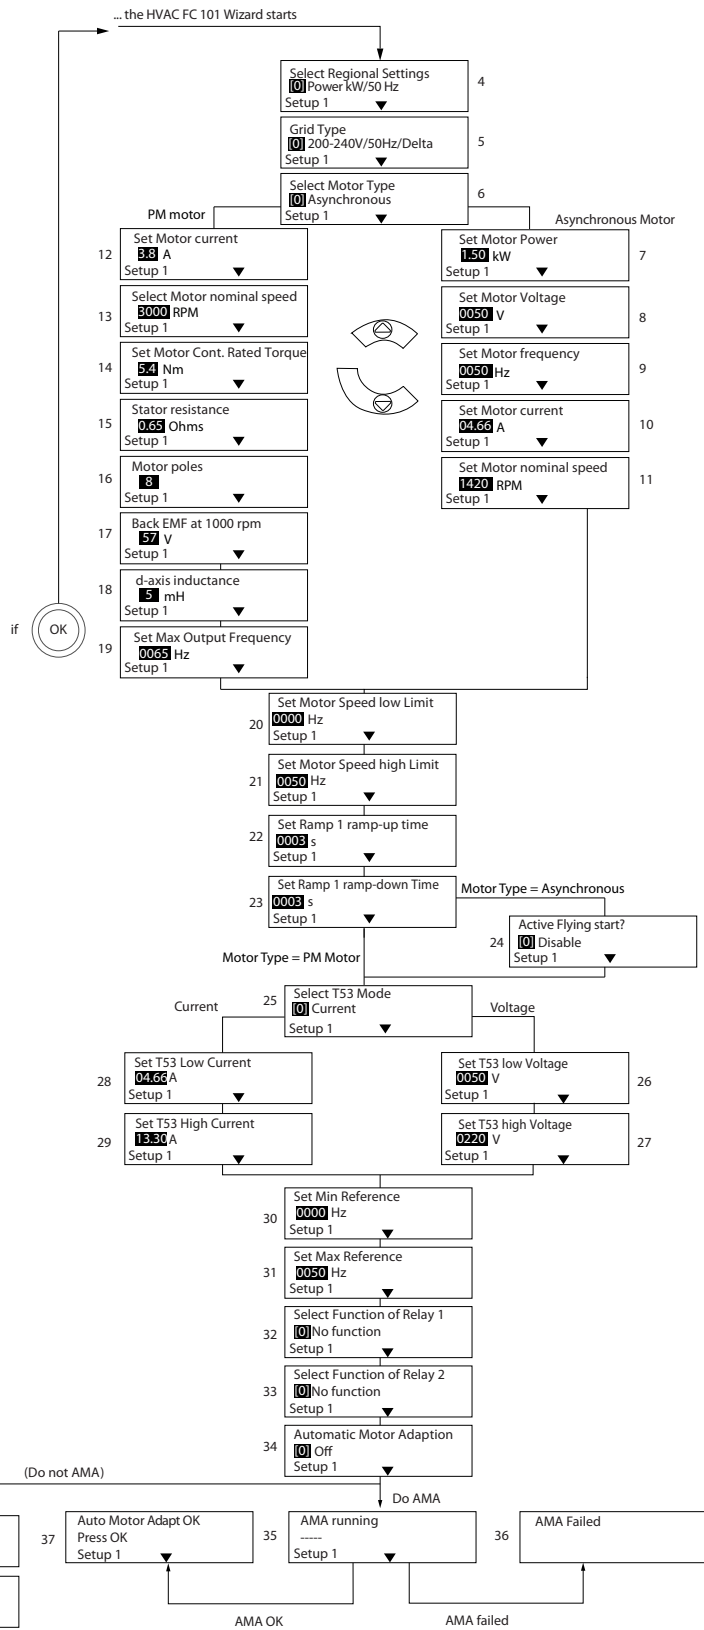 ... the HVAC FC 101 Wizard starts
Select Regional Settings
[0] Power kW/50 Hz
Setup 1
4
Grid Type
[0] 200-240V/50Hz/Delta
Setup 1
5
Select Motor Type
[0] Asynchronous
Setup 1
6
PM motor
Asynchronous Motor
12
Set Motor current
3.8 A
Setup 1
13
Select Motor nominal speed
3000 RPM
Setup 1
14
Set Motor Cont. Rated Torque
5.4 Nm
Setup 1
15
Stator resistance
0.65 Ohms
Setup 1
16
Motor poles
8
Setup 1
17
Back EMF at 1000 rpm
57 V
Setup 1
18
d-axis inductance
5 mH
Setup 1
19
Set Max Output Frequency
0065 Hz
Setup 1
if
OK
Set Motor Power
1.50 kW
Setup 1
7
Set Motor Voltage
0050 V
Setup 1
8
Set Motor frequency
0050 Hz
Setup 1
9
Set Motor current
04.66 A
Setup 1
10
Set Motor nominal speed
1420 RPM
Setup 1
11
20
Set Motor Speed low Limit
0000 Hz
Setup 1
21
Set Motor Speed high Limit
0050 Hz
Setup 1
22
Set Ramp 1 ramp-up time
0003 s
Setup 1
23
Set Ramp 1 ramp-down Time
0003 s
Setup 1
Motor Type = Asynchronous
24
Active Flying start?
[0] Disable
Setup 1
Motor Type = PM Motor
25
Select T53 Mode
[0] Current
Setup 1
Current
Voltage
28
Set T53 Low Current
04.66 A
Setup 1
29
Set T53 High Current
13.30 A
Setup 1
Set T53 low Voltage
0050 V
Setup 1
26
Set T53 high Voltage
0220 V
Setup 1
27
30
Set Min Reference
0000 Hz
Setup 1
31
Set Max Reference
0050 Hz
Setup 1
32
Select Function of Relay 1
[0] No function
Setup 1
33
Select Function of Relay 2
[0] No function
Setup 1
34
Automatic Motor Adaption
[0] Off
Setup 1
(Do not AMA)
Do AMA
37
Auto Motor Adapt OK
Press OK
Setup 1
35
AMA running
-----
Setup 1
36
AMA Failed
AMA OK
AMA failed